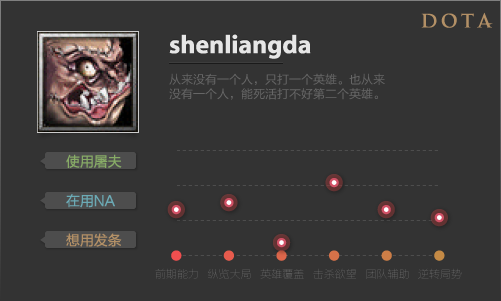 DOTA
shenliangda
从来没有一个人，只打一个英雄。也从来
没有一个人，能死活打不好第二个英雄。
使用屠夫
在用NA
想用发条
前期能力 纵览大局 英雄覆盖 击杀欲望 团队辅助 逆转局势